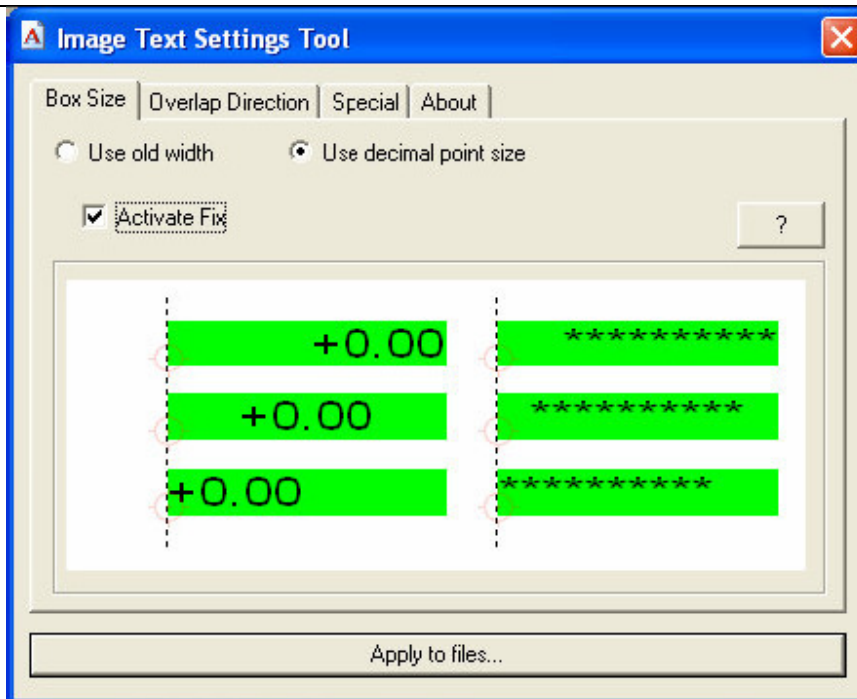 Image Text Settings Tool
Box Size Overlap Direction Special About
Use old width Use decimal point size
Activate Fix ?
+0.00 **********
+0.00 **********
+0.00 **********
Apply to files...